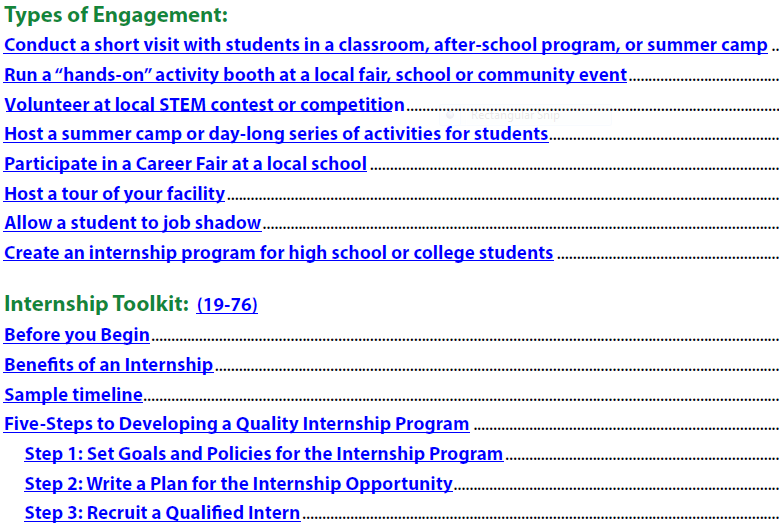 Types of Engagement:
Conduct a short visit with students in a classroom, after-school program, or summer camp ..
Run a “hands-on” activity booth at a local fair, school or community event........................................
Volunteer at local STEM contest or competition........................................................................
Rectangular Snip
Host a summer camp or day-long series of activities for students................................................
Participate in a Career Fair at a local school ................................................................................
Host a tour of your facility........................................................................................................
Allow a student to job shadow....................................................................................................
Create an internship program for high school or college students ................................................
Internship Toolkit: (19-76)
Before you Begin........................................................................................................................
Benefits of an Internship............................................................................................................
Sample timeline........................................................................................................................
Five-Steps to Developing a Quality Internship Program ............................................................
Step 1: Set Goals and Policies for the Internship Program........................................................
Step 2: Write a Plan for the Internship Opportunity................................................................
Step 3: Recruit a Qualified Intern............................................................................................